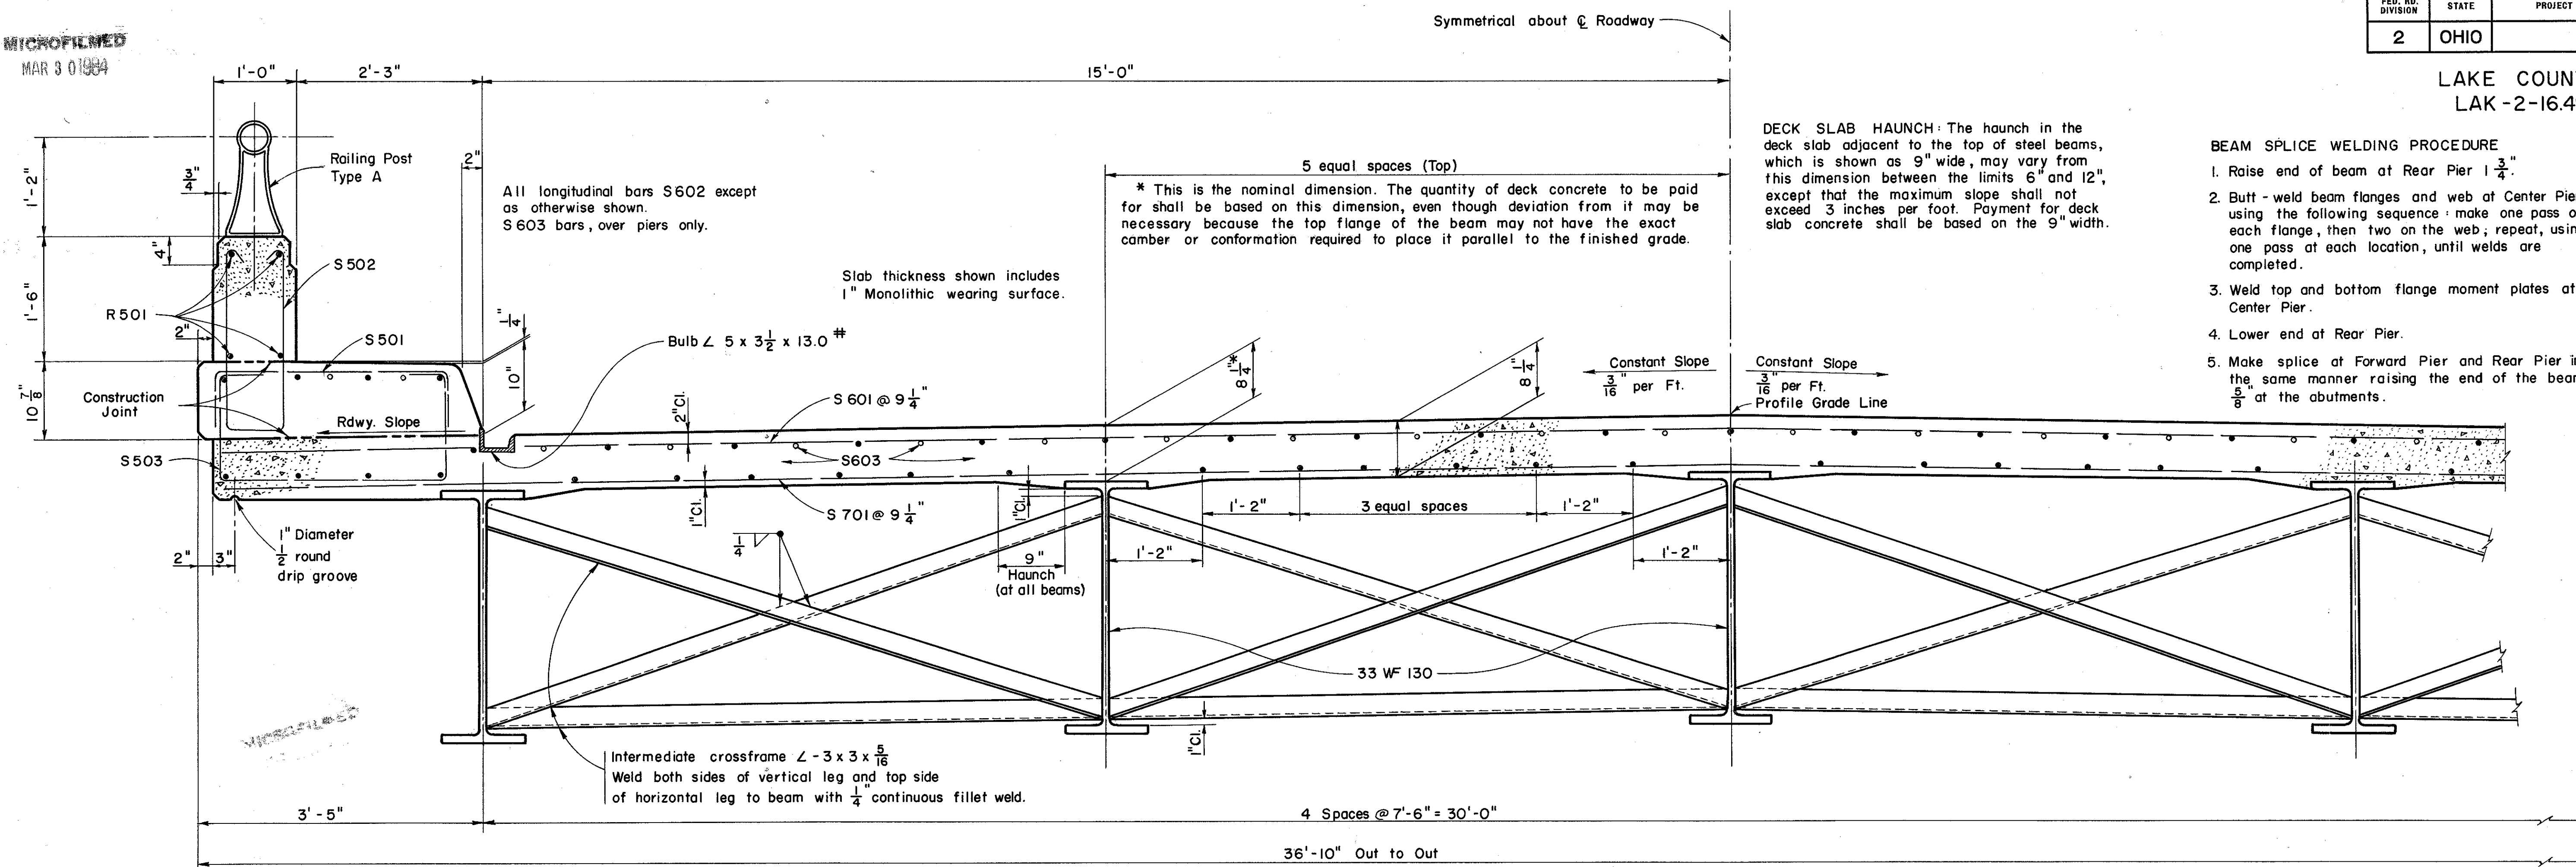 MICROFILMED
MAR 3 0 1984
Symmetrical about ℄ Roadway
FED. RD. DIVISION
STATE
PROJECT
2
OHIO
LAKE COUN
LAK-2-16.4
1'-0"
2'-3"
15'-0"
1'-2"
1'-6"
10 7/8"
3/4"
4"
2"
2"
Railing Post
Type A
All longitudinal bars S602 except
as otherwise shown.
S603 bars, over piers only.
5 equal spaces (Top)
* This is the nominal dimension. The quantity of deck concrete to be paid
for shall be based on this dimension, even though deviation from it may be
necessary because the top flange of the beam may not have the exact
camber or conformation required to place it parallel to the finished grade.
DECK SLAB HAUNCH: The haunch in the
deck slab adjacent to the top of steel beams,
which is shown as 9" wide, may vary from
this dimension between the limits 6" and 12",
except that the maximum slope shall not
exceed 3 inches per foot. Payment for deck
slab concrete shall be based on the 9" width.
BEAM SPLICE WELDING PROCEDURE
1. Raise end of beam at Rear Pier 1 3/4".
2. Butt-weld beam flanges and web at Center Pie
using the following sequence: make one pass o
each flange, then two on the web; repeat, usin
one pass at each location, until welds are
completed.
3. Weld top and bottom flange moment plates at
Center Pier.
4. Lower end at Rear Pier.
5. Make splice at Forward Pier and Rear Pier i
the same manner raising the end of the bear
5/8" at the abutments.
S502
R501
S501
Slab thickness shown includes
1" Monolithic wearing surface.
1/4"
10"
Bulb ∠ 5 x 3 1/2 x 13.0 #
8 1/4"*
8 1/4"
Constant Slope
3/16" per Ft.
Constant Slope
3/16" per Ft.
Profile Grade Line
Construction
Joint
Rdwy. Slope
2"Cl.
S 601 @ 9 1/4"
S603
S503
1"Cl.
S 701 @ 9 1/4"
1"Cl.
1'-2"
3 equal spaces
1'-2"
1'-2"
1'-2"
2"
3"
1" Diameter
1/2 round
drip groove
1/4
9"
Haunch
(at all beams)
33 WF 130
1"Cl.
MICROFILMED
Intermediate crossframe ∠ - 3 x 3 x 5/16
Weld both sides of vertical leg and top side
of horizontal leg to beam with 1/4" continuous fillet weld.
3'-5"
4 Spaces @ 7'-6" = 30'-0"
36'-10" Out to Out